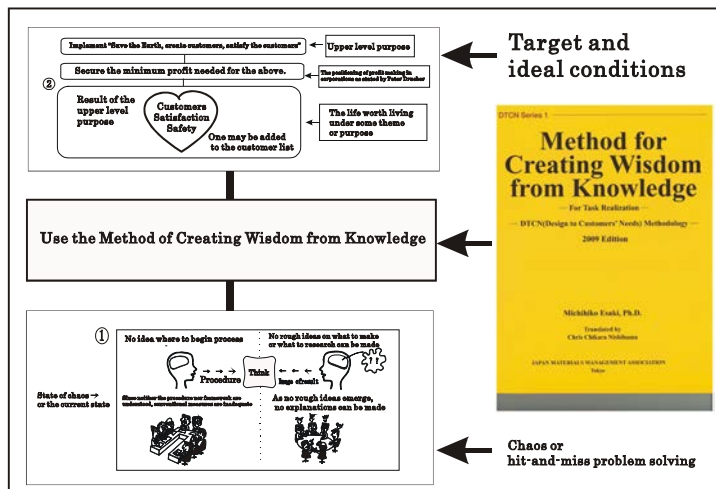 Implement "Save the Earth, create customers, satisfy the customers"
Upper level purpose
Secure the minimum profit needed for the above.
The positioning of profit making in
corporations as stated by Peter Drucker
②
Result of the
upper level
purpose
Customers
Satisfaction
Safety
One may be added
to the customer list
The life worth living
under some theme
or purpose
Target and
ideal conditions
Use the Method of Creating Wisdom from Knowledge
DTCN Series 1
Method for
Creating Wisdom
from Knowledge
— For Task Realization —
— DTCN(Design to Customers' Needs) Methodology —
2009 Edition
Michihiko Esaki, Ph.D.
Translated by
Chris Chikara Nishihama
JAPAN MATERIALS MANAGEMENT ASSOCIATION
Tokyo
①
No idea where to begin process
No rough ideas on what to make
or what to research can be made
Procedure
Think
Image of result
State of chaos →
or the current state
Since neither the procedure nor framework are
understood, conventional measures are inadequate
As no rough ideas emerge,
no explanations can be made
Chaos or
hit-and-miss problem solving